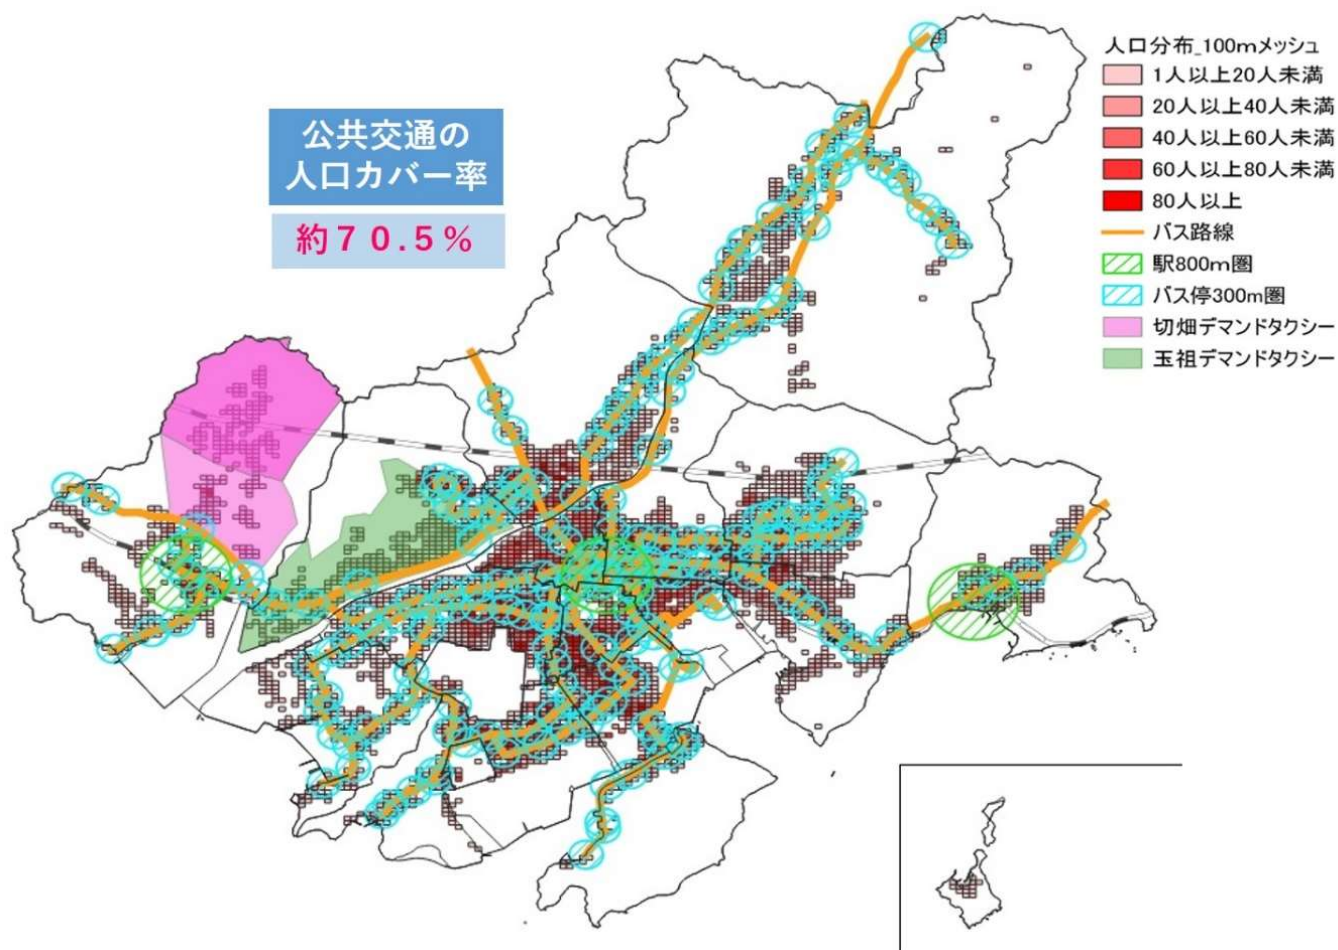 公共交通の
人口カバー率
約70.5%
人口分布_100mメッシュ
1人以上20人未満
20人以上40人未満
40人以上60人未満
60人以上80人未満
80人以上
バス路線
駅800m圏
バス停300m圏
切畑デマンドタクシー
玉祖デマンドタクシー